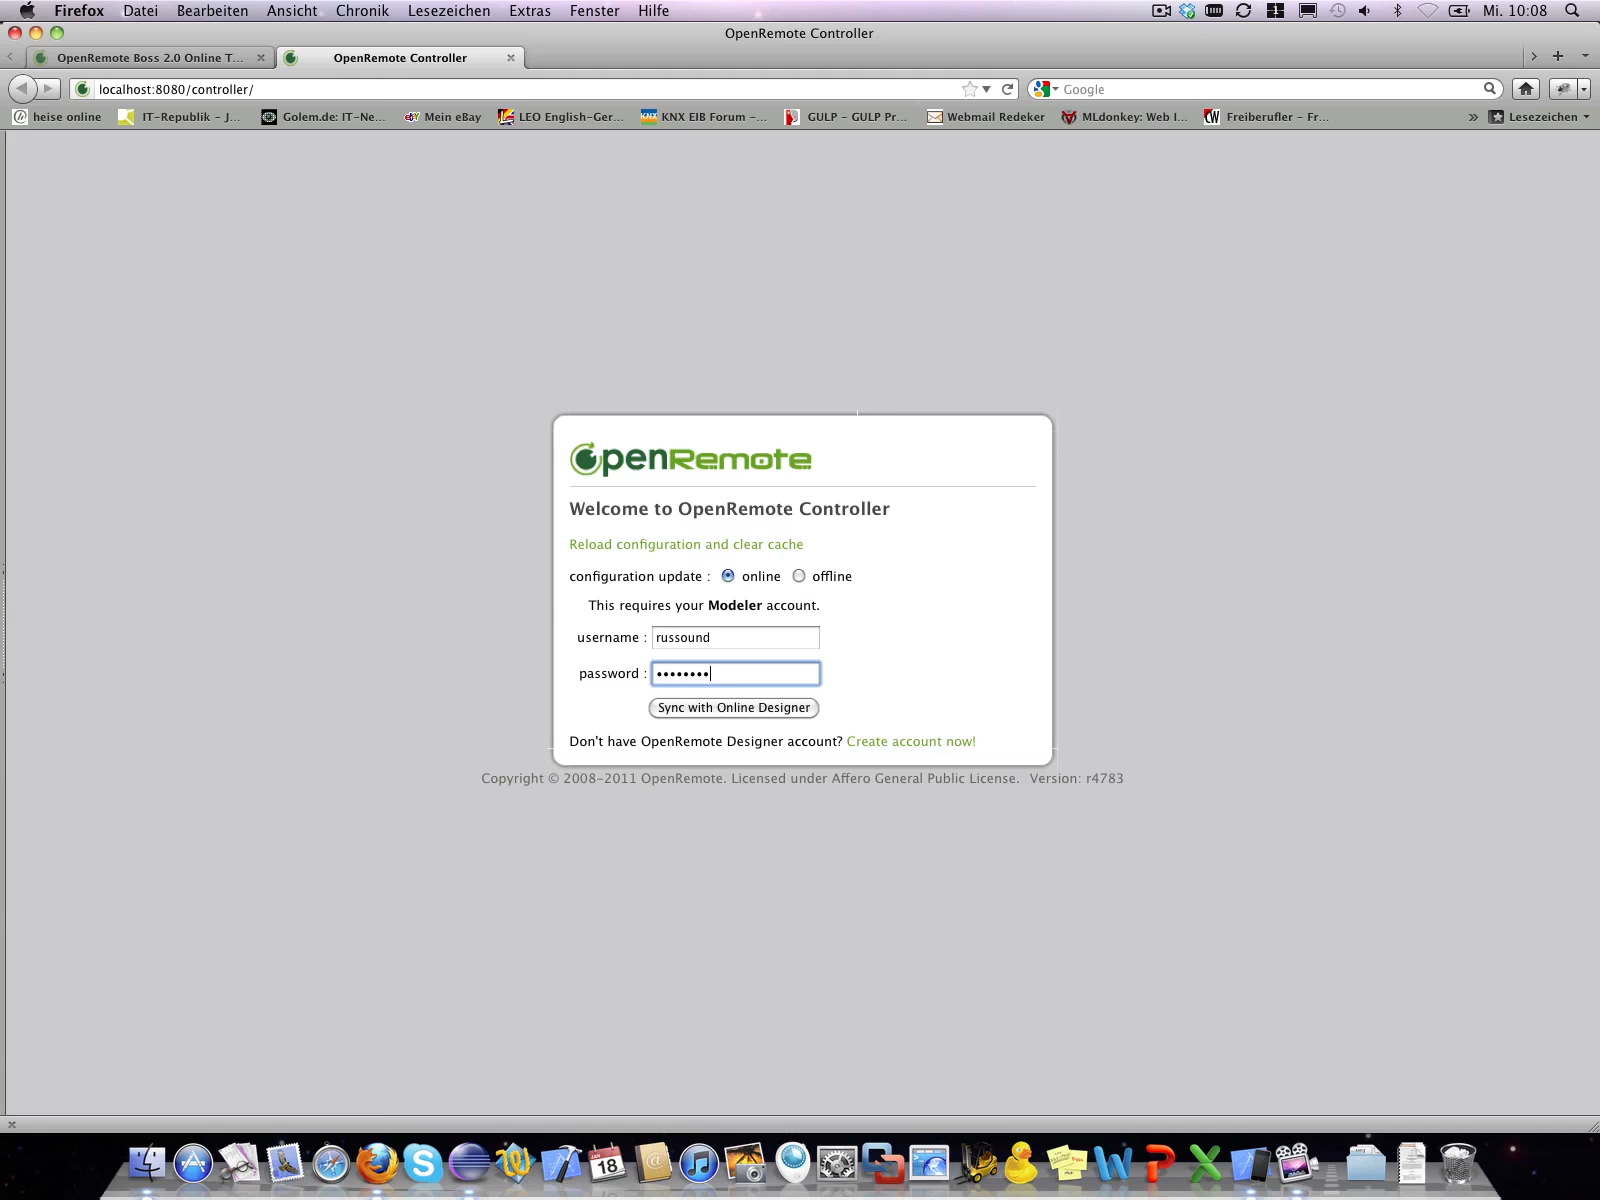 Firefox Datei Bearbeiten Ansicht Chronik Lesezeichen Extras Fenster Hilfe Mi. 10:08
OpenRemote Controller
OpenRemote Boss 2.0 Online T... OpenRemote Controller
localhost:8080/controller/ Google
heise online IT-Republik - J... Golem.de: IT-Ne... Mein eBay LEO English-Ger... KNX EIB Forum -... GULP - GULP Pr... Webmail Redeker MLdonkey: Web I... Freiberufler - Fr... » Lesezeichen
OpenRemote
Welcome to OpenRemote Controller
Reload configuration and clear cache
configuration update : online offline
This requires your Modeler account.
username : russound
password : ••••••••
Sync with Online Designer
Don't have OpenRemote Designer account? Create account now!
Copyright © 2008-2011 OpenRemote. Licensed under Affero General Public License. Version: r4783
JAN
18